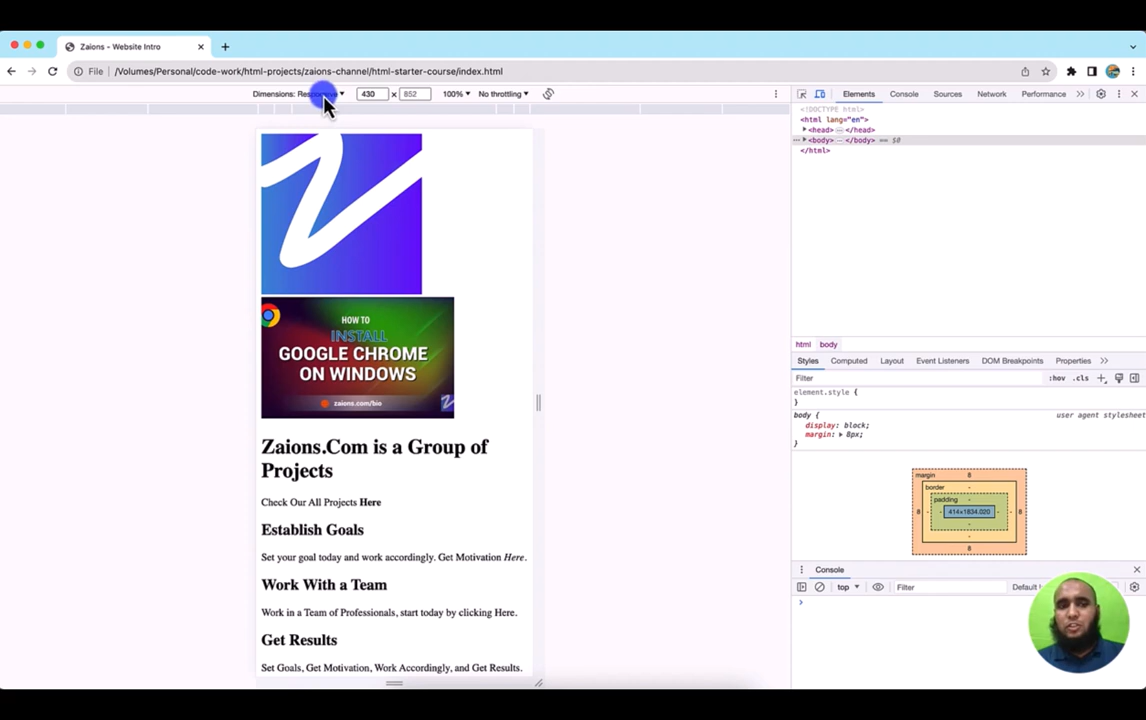 Zaions - Website Intro
File /Volumes/Personal/code-work/html-projects/zaions-channel/html-starter-course/index.html
Dimensions: Responsive 430 × 852 100% No throttling
Elements Console Sources Network Performance
<!DOCTYPE html>
<html lang="en">
<head> … </head>
<body> … </body> == $0
</html>
HOW TO
INSTALL
GOOGLE CHROME
ON WINDOWS
zaions.com/bio
Zaions.Com is a Group of
Projects
Check Our All Projects Here
Establish Goals
Set your goal today and work accordingly. Get Motivation Here.
Work With a Team
Work in a Team of Professionals, start today by clicking Here.
Get Results
Set Goals, Get Motivation, Work Accordingly, and Get Results.
html body
Styles Computed Layout Event Listeners DOM Breakpoints Properties
Filter :hov .cls
element.style {
}
body { user agent stylesheet
display: block;
margin: 8px;
}
margin 8
border -
padding -
8 - - 414×1834.020 - - 8
-
-
8
Console
top Filter Default